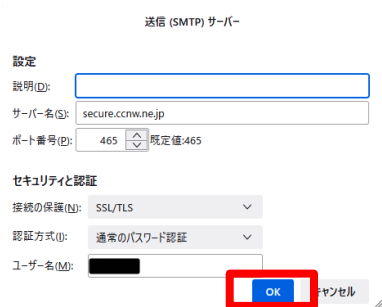 送信 (SMTP) サーバー
設定
説明(D):
サーバー名(S): secure.ccnw.ne.jp
ポート番号(P): 465 既定値:465
セキュリティと認証
接続の保護(N): SSL/TLS
認証方式(I): 通常のパスワード認証
ユーザー名(M):
OK ャンセル